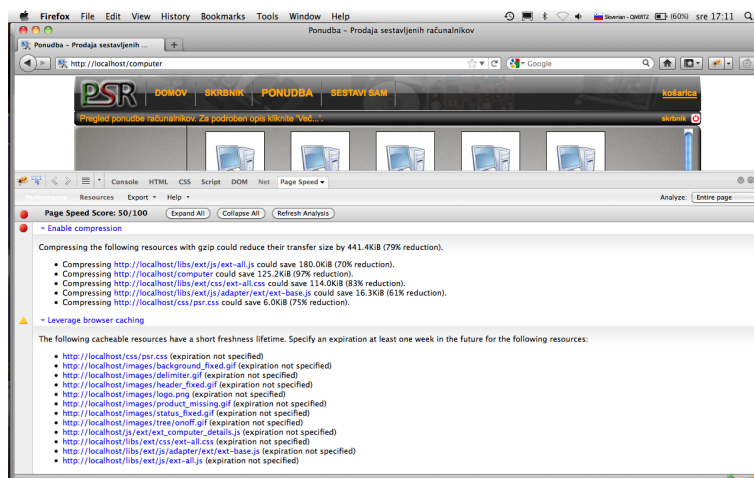 Firefox File Edit View History Bookmarks Tools Window Help Slovenian - QWERTZ (60%) sre 17:11
Ponudba – Prodaja sestavljenih računalnikov
Ponudba – Prodaja sestavljenih ...
http://localhost/computer Google
PSR DOMOV SKRBNIK PONUDBA SESTAVI SAM košarica
Pregled ponudbe računalnikov. Za podroben opis kliknite 'Več...'. skrbnik
Console HTML CSS Script DOM Net Page Speed
Performance Resources Export Help Analyze: Entire page
Page Speed Score: 50/100 Expand All Collapse All Refresh Analysis
Enable compression
Compressing the following resources with gzip could reduce their transfer size by 441.4KiB (79% reduction).
• Compressing http://localhost/libs/ext/js/ext-all.js could save 180.0KiB (70% reduction).
• Compressing http://localhost/computer could save 125.2KiB (97% reduction).
• Compressing http://localhost/libs/ext/css/ext-all.css could save 114.0KiB (83% reduction).
• Compressing http://localhost/libs/ext/js/adapter/ext/ext-base.js could save 16.3KiB (61% reduction).
• Compressing http://localhost/css/psr.css could save 6.0KiB (75% reduction).
Leverage browser caching
The following cacheable resources have a short freshness lifetime. Specify an expiration at least one week in the future for the following resources:
• http://localhost/css/psr.css (expiration not specified)
• http://localhost/images/background_fixed.gif (expiration not specified)
• http://localhost/images/delimiter.gif (expiration not specified)
• http://localhost/images/header_fixed.gif (expiration not specified)
• http://localhost/images/logo.png (expiration not specified)
• http://localhost/images/product_missing.gif (expiration not specified)
• http://localhost/images/status_fixed.gif (expiration not specified)
• http://localhost/images/tree/onoff.gif (expiration not specified)
• http://localhost/js/ext/ext_computer_details.js (expiration not specified)
• http://localhost/libs/ext/css/ext-all.css (expiration not specified)
• http://localhost/libs/ext/js/adapter/ext/ext-base.js (expiration not specified)
• http://localhost/libs/ext/js/ext-all.js (expiration not specified)